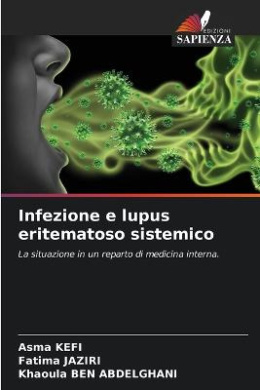 EDIZIONI
SAPIENZA
Infezione e lupus
eritematoso sistemico
La situazione in un reparto di medicina interna.
Asma KEFI
Fatima JAZIRI
Khaoula BEN ABDELGHANI